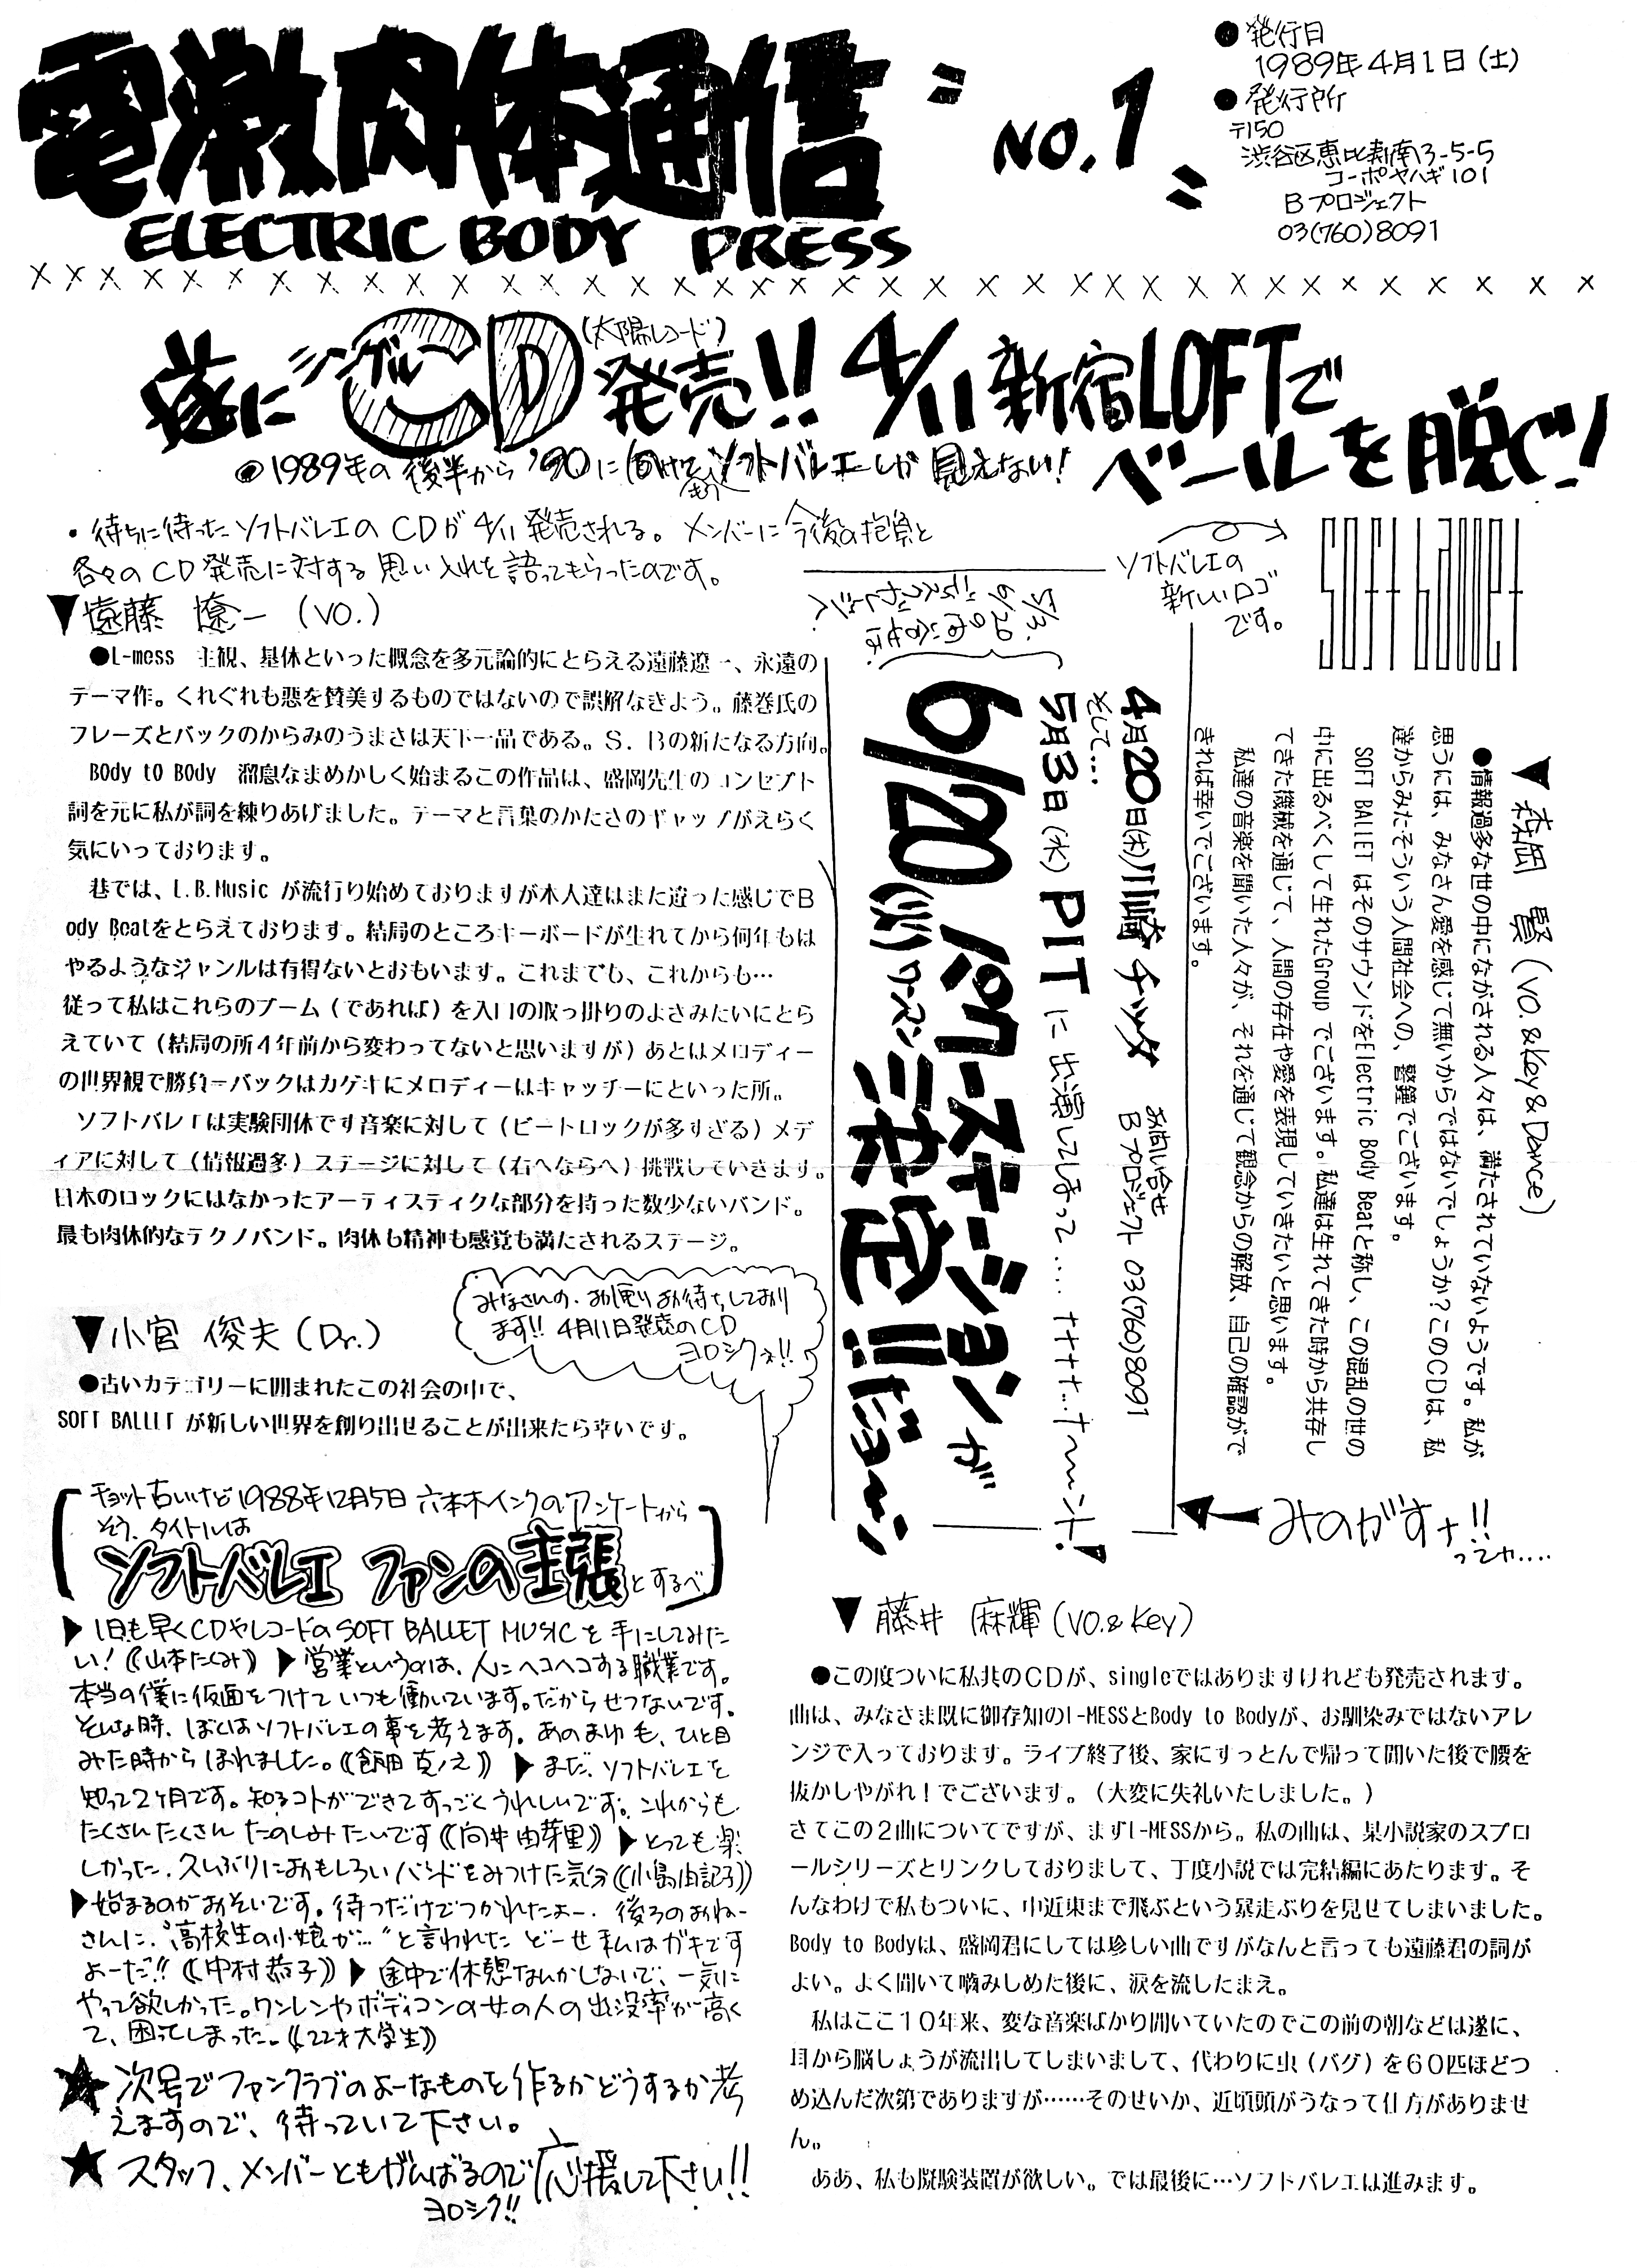 電激肉体通信
ELECTRIC BODY PRESS
NO.1
●発行日
1989年4月1日(土)
●発行所
〒150
渋谷区恵比寿南3-5-5
コーポヤハギ101
Bプロジェクト
03(760)8091
遂にシングルCD(太陽レコード)発売!! 4/11新宿LOFTで
ベールを脱ぐ!
◎1989年の後半から'90に向けてソフトバレエしか見えない!
・待ちに待ったソフトバレエのCDが4/11発売される。メンバーに今後の抱負と
各々のCD発売に対する思い入れを語ってもらったのです。
▼遠藤 遼一(VO.)
●L-mess 主観、基体といった概念を多元論的にとらえる遠藤遼一、永遠の
テーマ作。くれぐれも悪を賛美するものではないので誤解なきよう。藤巻氏の
フレーズとバックのからみのうまさは天下一品である。S.Bの新たなる方向。
BOdy tO BOdy 溜息なまめかしく始まるこの作品は、盛岡先生のコンセプト
詞を元に私が詞を練りあげました。テーマと言葉のかたさのギャップがえらく
気にいっております。
巷では、L.B.Music が流行り始めておりますが本人達はまた違った感じでB
ody Beatをとらえております。結局のところキーボードが生れてから何年もは
やるようなジャンルは有得ないとおもいます。これまでも、これからも…
従って私はこれらのブーム(であれば)を入口の取っ掛りのよさみたいにとら
えていて(結局の所4年前から変わってないと思いますが)あとはメロディー
の世界観で勝負=バックはカゲキにメロディーはキャッチーにといった所。
ソフトバレエは実験団体です音楽に対して(ビートロックが多すぎる)メデ
ィアに対して(情報過多)ステージに対して(右へならへ)挑戦していきます。
日本のロックにはなかったアーティスティクな部分を持った数少ないバンド。
最も肉体的なテクノバンド。肉体も精神も感覚も満たされるステージ。
みなさんの、お便りお待ちしており
ます!! 4月11日発売のCD
ヨロシクネ!!
▼小官 俊夫(Dr.)
●古いカテゴリーに囲まれたこの社会の中で、
SOFT BALLET が新しい世界を創り出せることが出来たら幸いです。
ソフトバレエの
新しいロゴ
です。
soft ballet
▼森岡 賢(VO.&Key&Dance)
●情報過多な世の中にながされる人々は、満たされていないようです。私が
思うには、みなさん愛を感じて無いからではないでしょうか?このCDは、私
達からみたそういう人間社会への、警鐘でございます。
SOFT BALLET はそのサウンドをElectric Body Beatと称し、この混乱の世の
中に出るべくして生れたGroup でございます。私達は生れてきた時から共存し
てきた機械を通じて、人間の存在や愛を表現していきたいと思います。
私達の音楽を聞いた人々が、それを通じて観念からの解放、自己の確認がで
きれば幸いでございます。
4月20日(木)川崎チッタ お問い合せ Bプロジェクト 03(760)8091
そして…
5月3日(水)PITに出演してしまって....
6/20(火)パワーステーションが
ワンマン決定!!だョ〜ン
←みのがすナ!!
ってカ....
[チョット古いけど1988年12月5日 六本木インクのアンケートから
そう、タイトルは
ソフトバレエ ファンの主張とするべ]
▶1日も早くCDやレコードのSOFT BALLET MUSICを手にしてみた
い!《山本たくみ》▶営業というのは、人にヘコヘコする職業です。
本当の僕に仮面をつけていつも働いています。だからせつないです。
そんな時、ぼくはソフトバレエの事を考えます。あのまゆも、ひと目
みた時からほれました。《飯田真ノ之》▶まだ、ソフトバレエを
知って2ヶ月です。知るコトができてすっごくうれしいです。これからも
たくさんたくさんたのしみたいです《向井由芽里》▶とっても楽
しかった、久しぶりにおもしろいバンドをみつけた気分《小島由記子》
▶始まるのがおそいです。待つだけでつかれたよー、後ろのおねー
さんに、"高校生の小娘が…"と言われた どーせ私はガキです
よーだ!!《中村恭子》▶途中で休憩なんかしないで、一気に
やって欲しかった。ワンレンやボディコンの女の人の出没率が高く
て、困ってしまった。《22才大学生》
★次号でファンクラブのよーなものを作るかどうするか考
えますので、待っていて下さい。
★スタッフ、メンバーともがんばるので応援して下さい!!
ヨロシク!!
▼藤井 麻輝(VO.&Key)
●この度ついに私共のCDが、singleではありますけれども発売されます。
曲は、みなさま既に御存知のL-MESSとBody to Bodyが、お馴染みではないアレ
ンジで入っております。ライブ終了後、家にすっとんで帰って聞いた後で腰を
抜かしやがれ!でございます。(大変に失礼いたしました。)
さてこの2曲についてですが、まずL-MESSから。私の曲は、某小説家のスプロ
ールシリーズとリンクしておりまして、丁度小説では完結編にあたります。そ
んなわけで私もついに、中近東まで飛ぶという暴走ぶりを見せてしまいました。
Body to Bodyは、盛岡君にしては珍しい曲ですがなんと言っても遠藤君の詞が
よい。よく聞いて噛みしめた後に、涙を流したまえ。
私はここ10年来、変な音楽ばかり聞いていたのでこの前の朝などは遂に、
耳から脳しょうが流出してしまいまして、代わりに虫(バグ)を60匹ほどつ
め込んだ次第でありますが……そのせいか、近頃頭がうなって仕方がありませ
ん。
ああ、私も擬験装置が欲しい。では最後に…ソフトバレエは進みます。